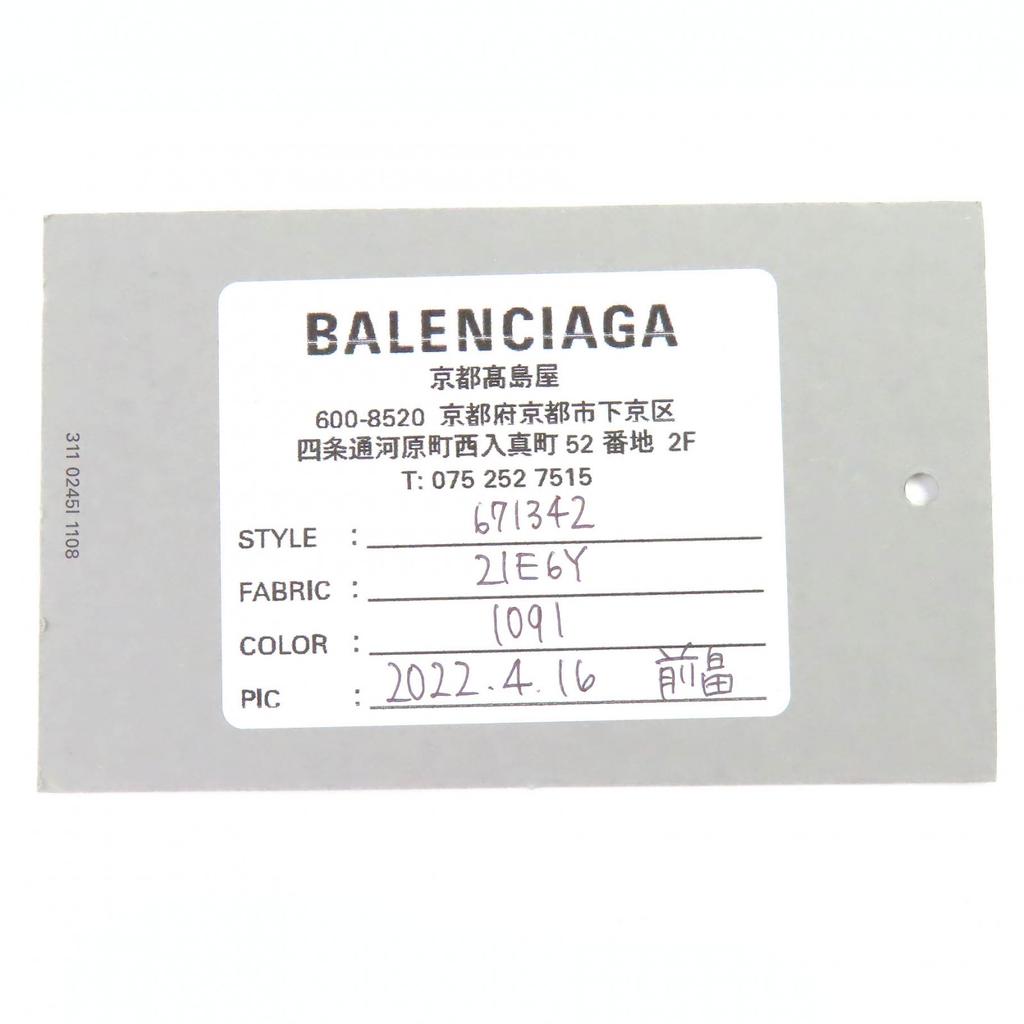 BALENCIAGA
京都髙島屋
600-8520 京都府京都市下京区
四条通河原町西入真町 52 番地 2F
T: 075 252 7515
STYLE : 671342
FABRIC : 21E6Y
COLOR : 1091
PIC : 2022.4.16 前畠
311 0245I 1108